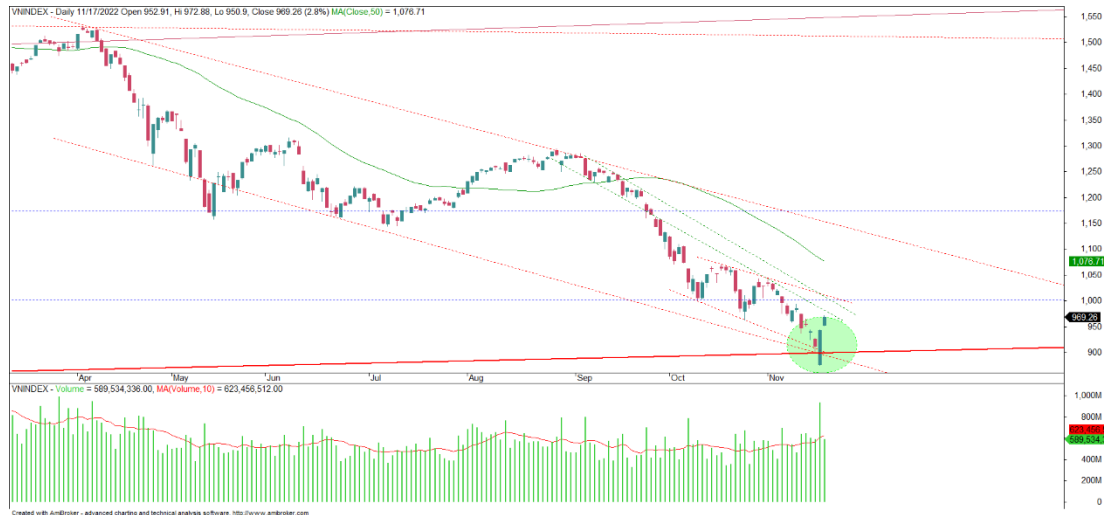 VNINDEX - Daily 11/17/2022 Open 952.91, Hi 972.88, Lo 950.9, Close 969.26 (2.8%) MA(Close,50) = 1,076.71
1,550
1,500
1,450
1,400
1,350
1,300
1,250
1,200
1,150
1,100
1,076.71
1,050
1,000
969.26
950
900
Apr May Jun Jul Aug Sep Oct Nov
VNINDEX - Volume = 589,534,336.00, MA(Volume,10) = 623,456,512.00
1,000M
800M
623,456,
589,534,
400M
200M
0M
Created with AmiBroker - advanced charting and technical analysis software. http://www.amibroker.com